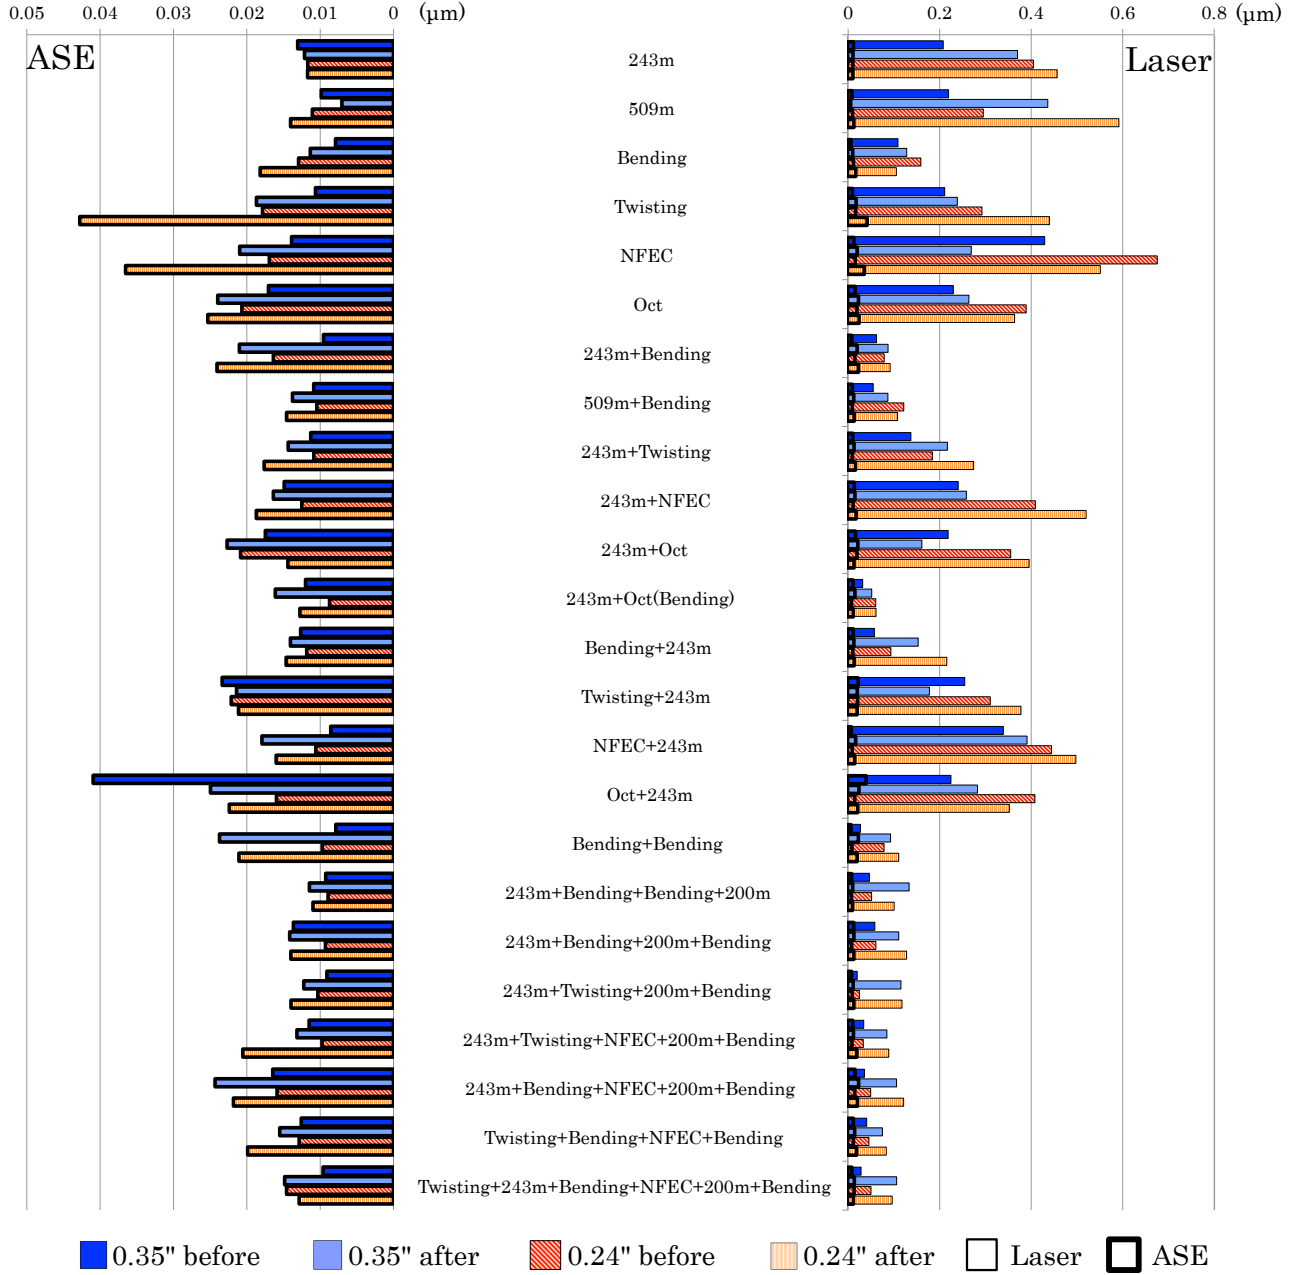 0.05 0.04 0.03 0.02 0.01 0 (µm) 0 0.2 0.4 0.6 0.8 (µm)
ASE Laser
243m
509m
Bending
Twisting
NFEC
Oct
243m+Bending
509m+Bending
243m+Twisting
243m+NFEC
243m+Oct
243m+Oct(Bending)
Bending+243m
Twisting+243m
NFEC+243m
Oct+243m
Bending+Bending
243m+Bending+Bending+200m
243m+Bending+200m+Bending
243m+Twisting+200m+Bending
243m+Twisting+NFEC+200m+Bending
243m+Bending+NFEC+200m+Bending
Twisting+Bending+NFEC+Bending
Twisting+243m+Bending+NFEC+200m+Bending
0.35" before 0.35" after 0.24" before 0.24" after Laser ASE